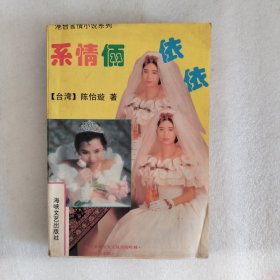 港台言情小说系列
系情俩依依
【台湾】陈怡璇 著
海峡文艺出版社